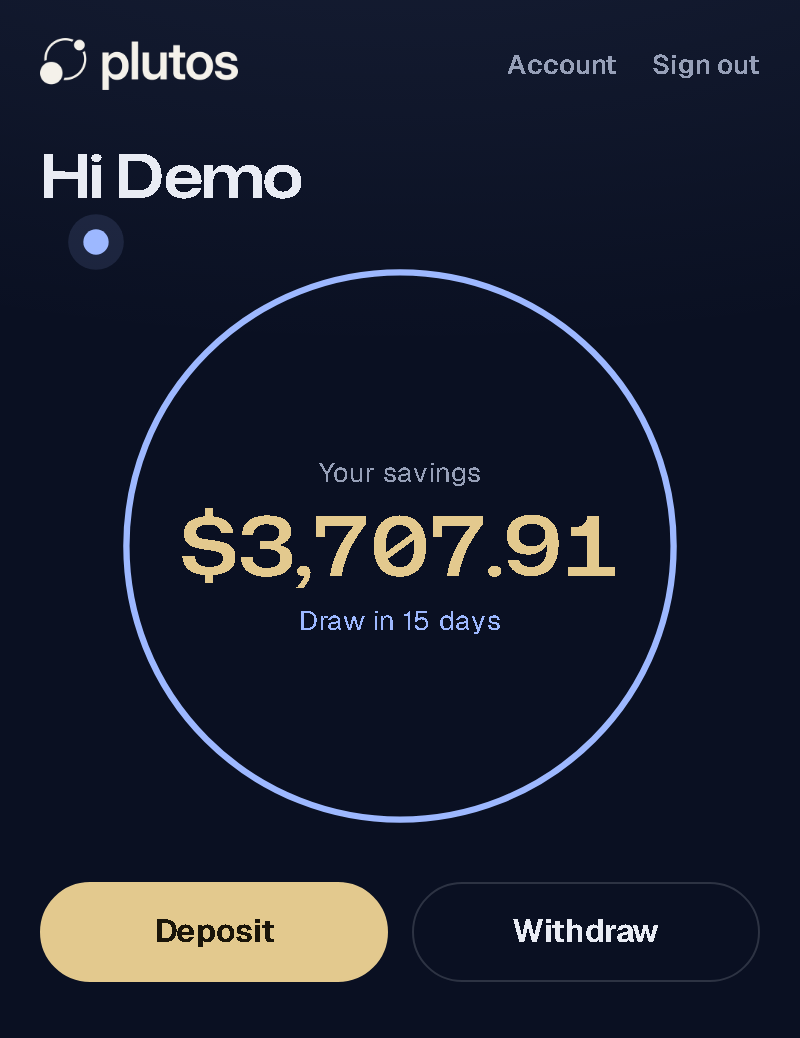 plutos
Account Sign out
Hi Demo
Your savings
$3,707.91
Draw in 15 days
Deposit Withdraw